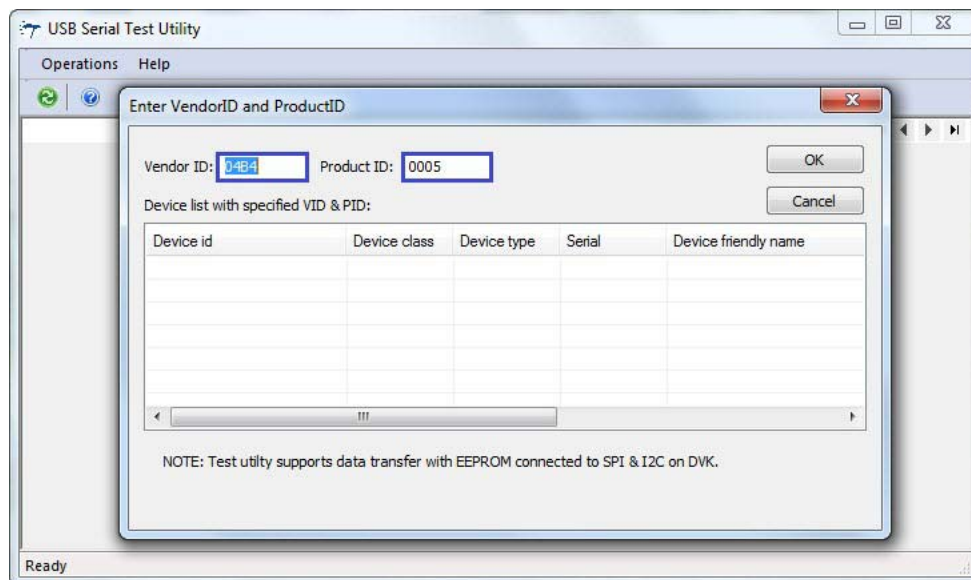 USB Serial Test Utility
Operations Help
Enter VendorID and ProductID
Vendor ID: 04B4 Product ID: 0005 OK
Device list with specified VID & PID: Cancel
Device id Device class Device type Serial Device friendly name
NOTE: Test utilty supports data transfer with EEPROM connected to SPI & I2C on DVK.
Ready